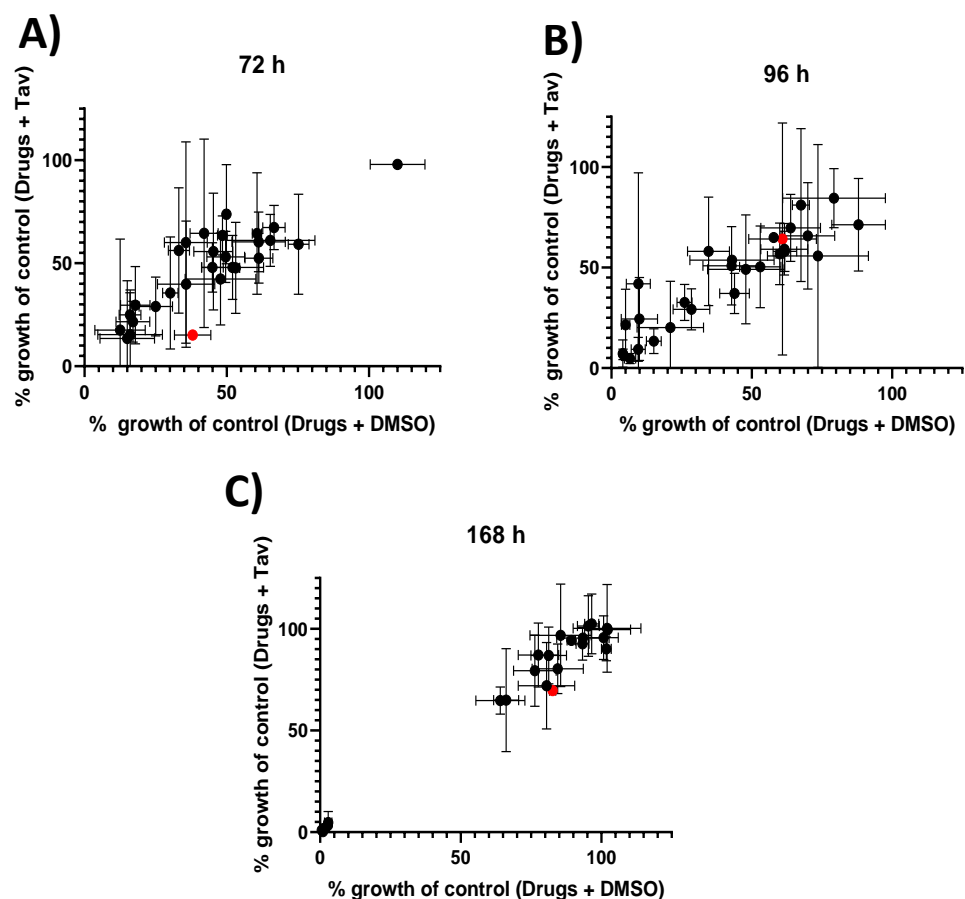 A)
72 h
% growth of control (Drugs + Tav)
100
50
0
0 50 100
% growth of control (Drugs + DMSO)
B)
96 h
% growth of control (Drugs + Tav)
100
50
0
0 50 100
% growth of control (Drugs + DMSO)
C)
168 h
% growth of control (Drugs + Tav)
100
50
0
0 50 100
% growth of control (Drugs + DMSO)